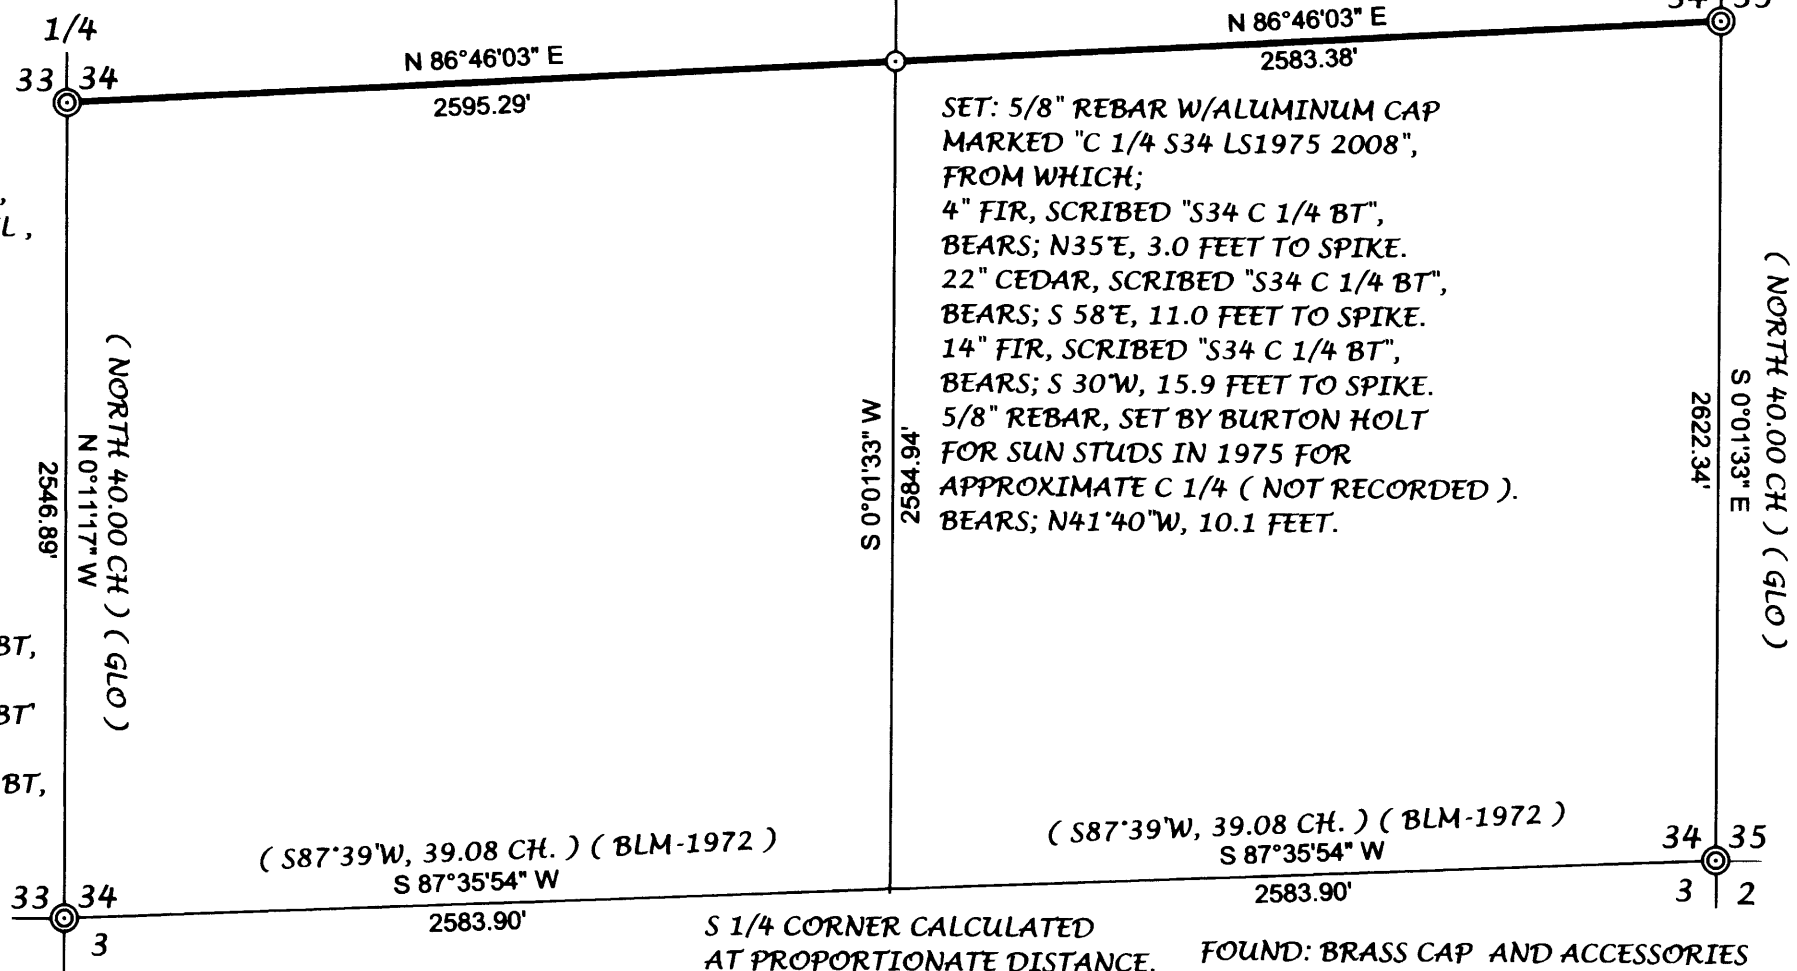 1/4
33 34
N 86°46'03" E
2595.29'
N 86°46'03" E
2583.38'
SET: 5/8" REBAR W/ALUMINUM CAP
MARKED "C 1/4 S34 LS1975 2008",
FROM WHICH;
4" FIR, SCRIBED "S34 C 1/4 BT",
BEARS; N35°E, 3.0 FEET TO SPIKE.
22" CEDAR, SCRIBED "S34 C 1/4 BT",
BEARS; S 58°E, 11.0 FEET TO SPIKE.
14" FIR, SCRIBED "S34 C 1/4 BT",
BEARS; S 30°W, 15.9 FEET TO SPIKE.
5/8" REBAR, SET BY BURTON HOLT
FOR SUN STUDS IN 1975 FOR
APPROXIMATE C 1/4 ( NOT RECORDED ).
BEARS; N41°40"W, 10.1 FEET.
L ,
( NORTH 40.00 CH ) ( GLO )
N 0°11'17" W
2546.89'
S 0°01'33" W
2584.94'
( NORTH 40.00 CH ) ( GLO )
S 0°01'33" E
2622.34'
BT,
BT'
BT,
( S87°39'W, 39.08 CH. ) ( BLM-1972 )
S 87°35'54" W
2583.90'
( S87°39'W, 39.08 CH. ) ( BLM-1972 )
S 87°35'54" W
2583.90'
33 34
3
34 35
3 2
S 1/4 CORNER CALCULATED
AT PROPORTIONATE DISTANCE.
FOUND: BRASS CAP AND ACCESSORIES